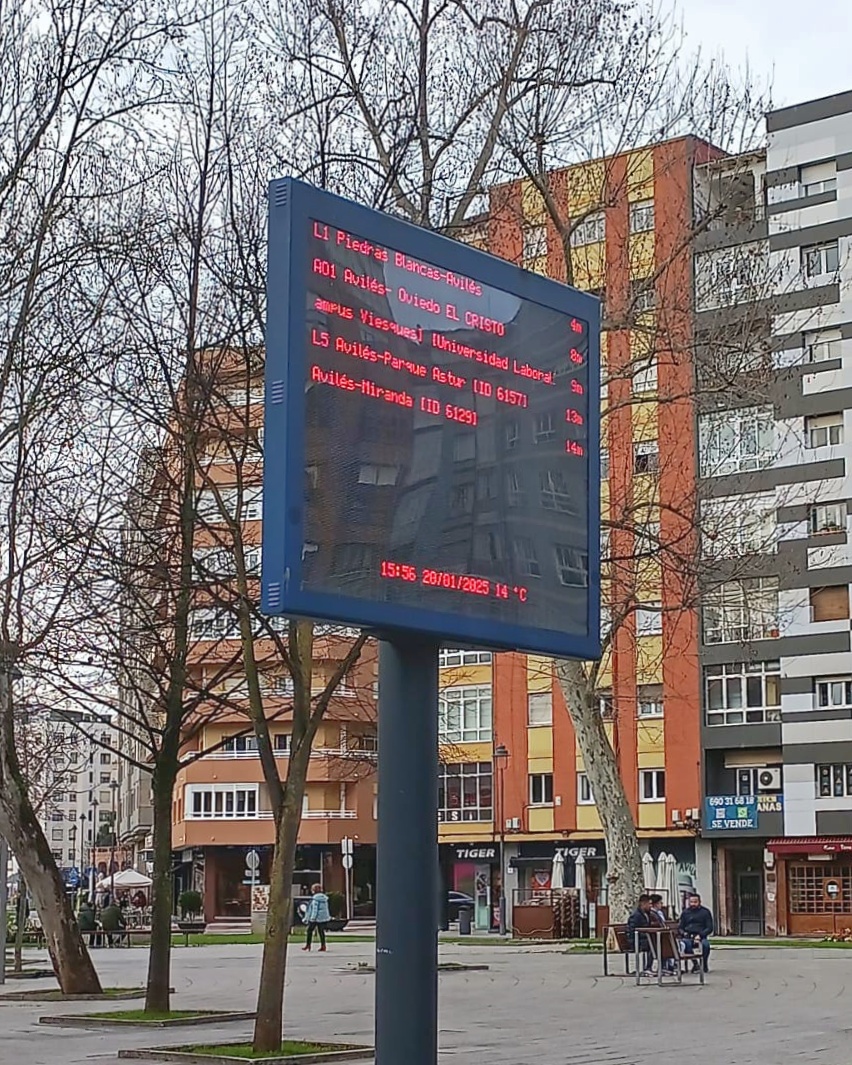 L1 Piedras Blancas-Avilés 4m
A01 Avilés- Oviedo EL CRISTO 8m
ampus Viesques] [Universidad Laboral 9m
L5 Avilés-Parque Astur [ID 6157] 13m
Avilés-Miranda [ID 6129] 14m
15:56 20/01/2025 14 °C
TIGER
TIGER
690 31 68 18
SE VENDE